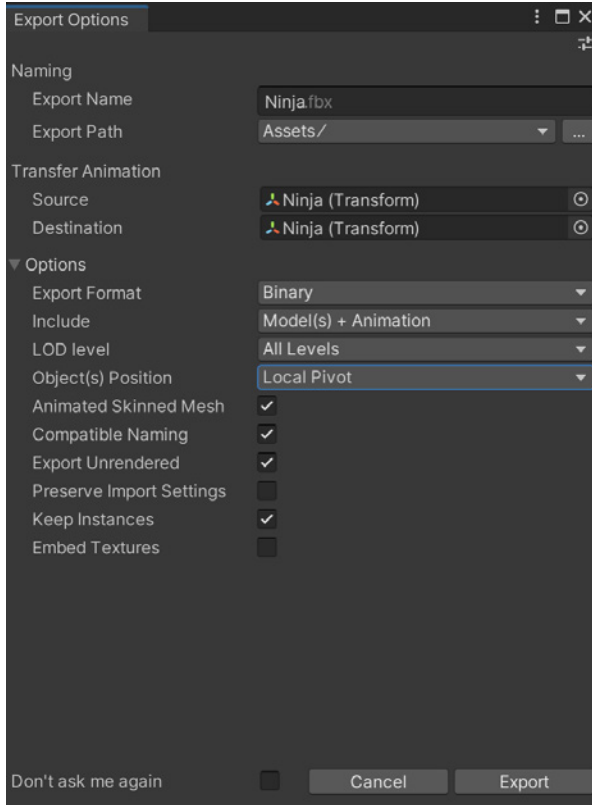 Export Options
Naming
Export Name Ninja.fbx
Export Path Assets/ ...
Transfer Animation
Source Ninja (Transform)
Destination Ninja (Transform)
Options
Export Format Binary
Include Model(s) + Animation
LOD level All Levels
Object(s) Position Local Pivot
Animated Skinned Mesh
Compatible Naming
Export Unrendered
Preserve Import Settings
Keep Instances
Embed Textures
Don't ask me again Cancel Export